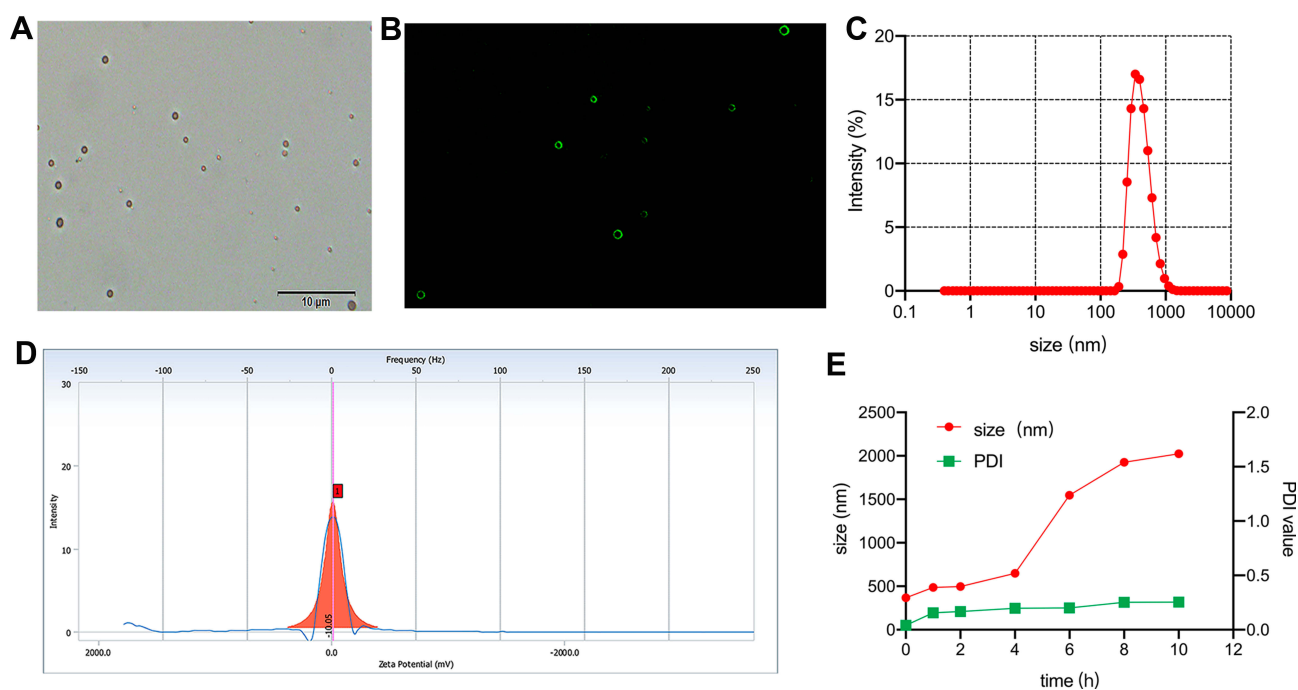 A
10 μm
B
C
Intensity (%)
20
15
10
5
0
0.1 1 10 100 1000 10000
size (nm)
D
Frequency (Hz)
-150 -100 -50 0 50 100 150 200 250
Intensity
30
20
10
0
1
-10.05
2000.0 0.0 -2000.0
Zeta Potential (mV)
E
size (nm)
PDI
size (nm)
2500
2000
1500
1000
500
0
PDI value
2.0
1.5
1.0
0.5
0.0
0 2 4 6 8 10 12
time (h)